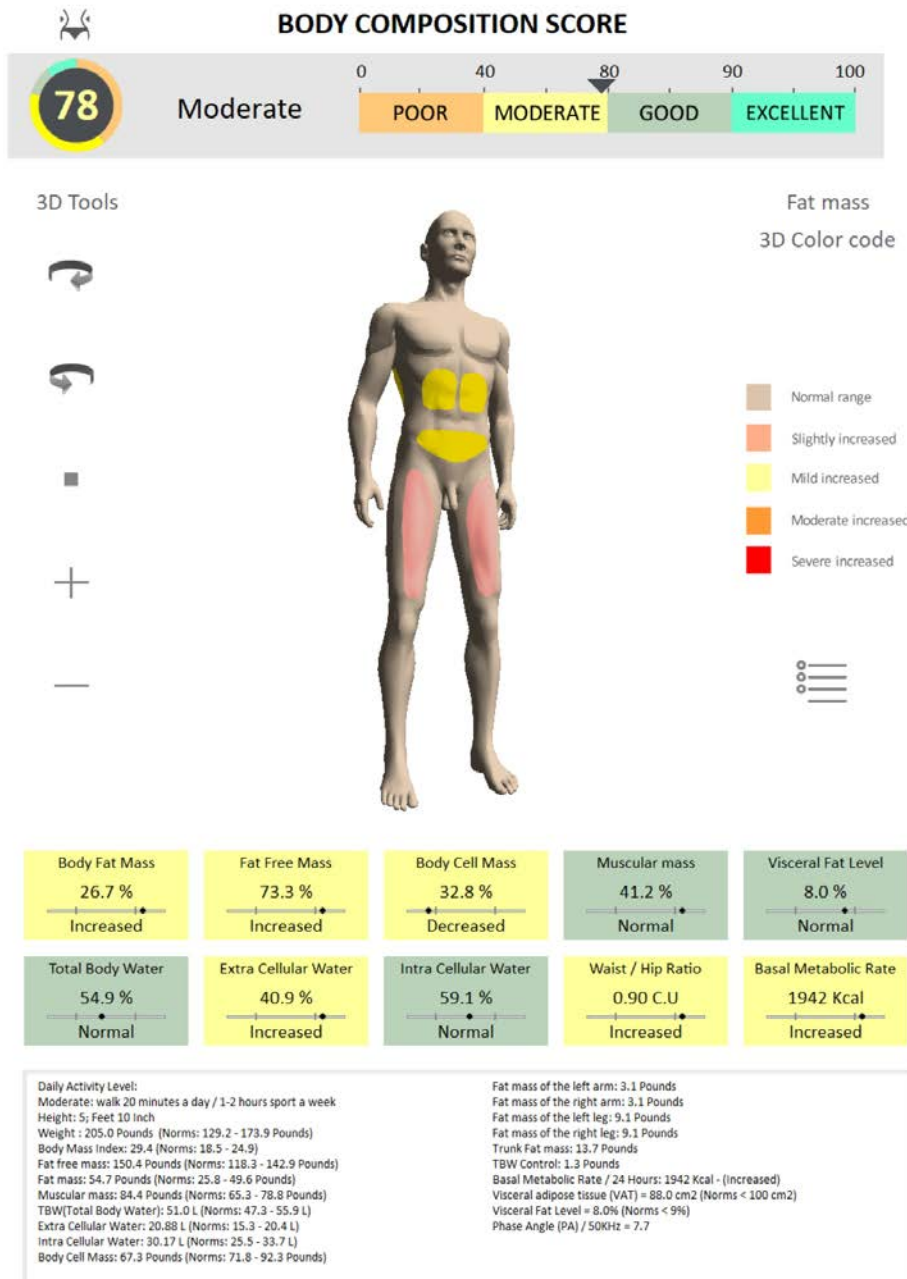 BODY COMPOSITION SCORE
78
Moderate
0 40 80 90 100
POOR MODERATE GOOD EXCELLENT
3D Tools
Fat mass
3D Color code
Normal range
Slightly increased
Mild increased
Moderate increased
Severe increased
Body Fat Mass
26.7 %
Increased
Fat Free Mass
73.3 %
Increased
Body Cell Mass
32.8 %
Decreased
Muscular mass
41.2 %
Normal
Visceral Fat Level
8.0 %
Normal
Total Body Water
54.9 %
Normal
Extra Cellular Water
40.9 %
Increased
Intra Cellular Water
59.1 %
Normal
Waist / Hip Ratio
0.90 C.U
Increased
Basal Metabolic Rate
1942 Kcal
Increased
Daily Activity Level:
Moderate: walk 20 minutes a day / 1-2 hours sport a week
Height: 5; Feet 10 Inch
Weight : 205.0 Pounds (Norms: 129.2 - 173.9 Pounds)
Body Mass Index: 29.4 (Norms: 18.5 - 24.9)
Fat free mass: 150.4 Pounds (Norms: 118.3 - 142.9 Pounds)
Fat mass: 54.7 Pounds (Norms: 25.8 - 49.6 Pounds)
Muscular mass: 84.4 Pounds (Norms: 65.3 - 78.8 Pounds)
TBW(Total Body Water): 51.0 L (Norms: 47.3 - 55.9 L)
Extra Cellular Water: 20.88 L (Norms: 15.3 - 20.4 L)
Intra Cellular Water: 30.17 L (Norms: 25.5 - 33.7 L)
Body Cell Mass: 67.3 Pounds (Norms: 71.8 - 92.3 Pounds)
Fat mass of the left arm: 3.1 Pounds
Fat mass of the right arm: 3.1 Pounds
Fat mass of the left leg: 9.1 Pounds
Fat mass of the right leg: 9.1 Pounds
Trunk Fat mass: 13.7 Pounds
TBW Control: 1.3 Pounds
Basal Metabolic Rate / 24 Hours: 1942 Kcal - (Increased)
Visceral adipose tissue (VAT) = 88.0 cm2 (Norms < 100 cm2)
Visceral Fat Level = 8.0% (Norms < 9%)
Phase Angle (PA) / 50KHz = 7.7